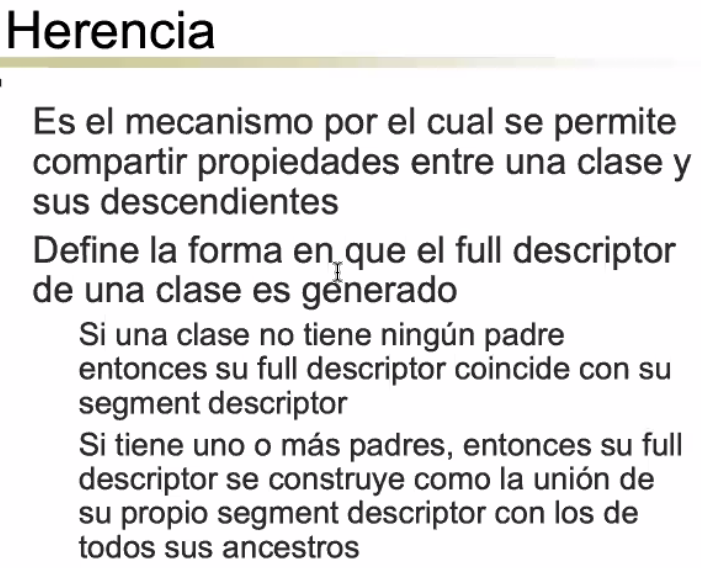 Herencia
Es el mecanismo por el cual se permite
compartir propiedades entre una clase y
sus descendientes
Define la forma en que el full descriptor
de una clase es generado
Si una clase no tiene ningún padre
entonces su full descriptor coincide con su
segment descriptor
Si tiene uno o más padres, entonces su full
descriptor se construye como la unión de
su propio segment descriptor con los de
todos sus ancestros